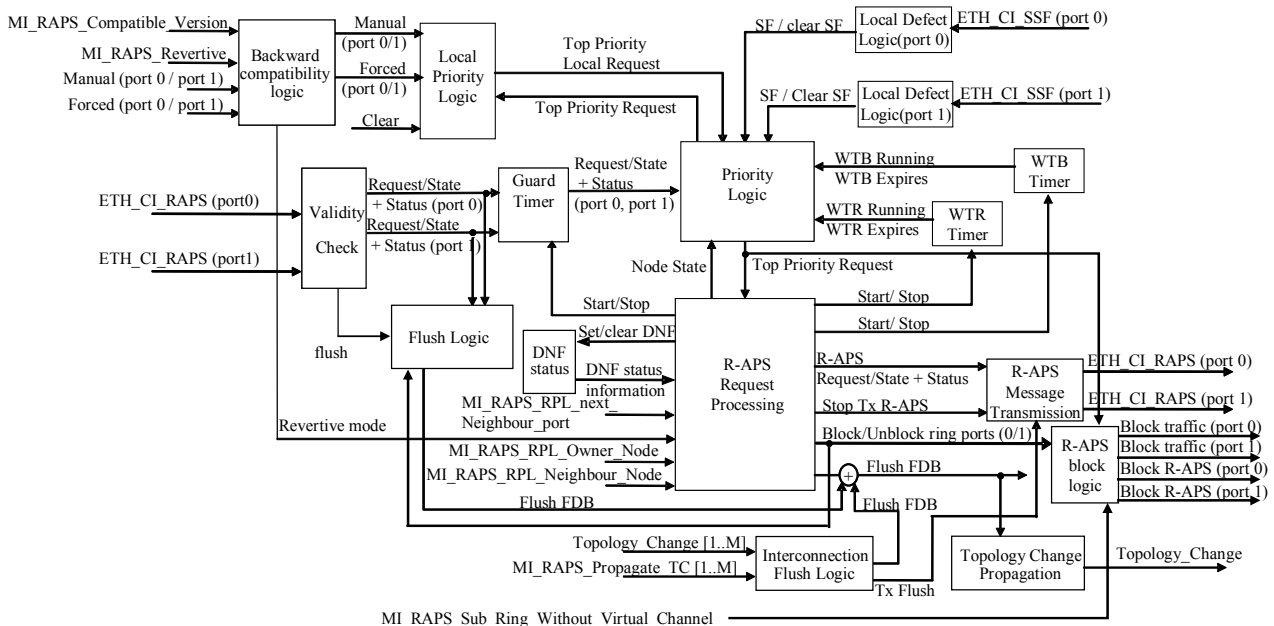 MI_RAPS_Compatible_Version
MI_RAPS_Revertive
Manual (port 0 / port 1)
Forced (port 0 / port 1)
Backward
compatibility
logic
Manual
(port 0/1)
Forced
(port 0/1)
Clear
Local
Priority
Logic
Top Priority
Local Request
Top Priority Request
SF / clear SF
Local Defect
Logic(port 0)
ETH_CI_SSF (port 0)
SF / Clear SF
Local Defect
Logic(port 1)
ETH_CI_SSF (port 1)
ETH_CI_RAPS (port0)
ETH_CI_RAPS (port1)
Validity
Check
Request/State
+ Status (port 0)
Request/State
+ Status (port 1)
Guard
Timer
Request/State
+ Status
(port 0, port 1)
Priority
Logic
WTB Running
WTB Expires
WTB
Timer
WTR Running
WTR Expires
WTR
Timer
Node State
Top Priority Request
flush
Flush Logic
Start/Stop
Set/clear DNF
DNF
status
DNF status
information
MI_RAPS_RPL_next_
Neighbour_port
Revertive mode
MI_RAPS_RPL_Owner_Node
MI_RAPS_RPL_Neighbour_Node
R-APS
Request
Processing
Start/ Stop
Start/ Stop
R-APS
Request/State + Status
Stop Tx R-APS
Block/Unblock ring ports (0/1)
R-APS
Message
Transmission
ETH_CI_RAPS (port 0)
ETH_CI_RAPS (port 1)
R-APS
block
logic
Block traffic (port 0)
Block traffic (port 1)
Block R-APS (port 0)
Block R-APS (port 1)
Flush FDB
+
Flush FDB
Flush FDB
Topology_Change [1..M]
MI_RAPS_Propagate_TC [1..M]
Interconnection
Flush Logic
Tx Flush
Topology Change
Propagation
Topology_Change
MI_RAPS_Sub_Ring_Without_Virtual_Channel